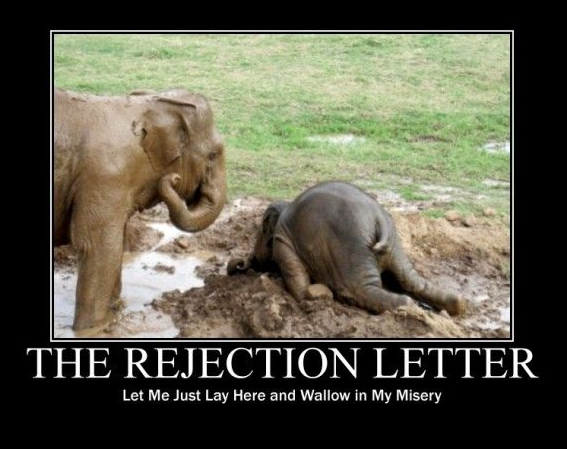 THE REJECTION LETTER
Let Me Just Lay Here and Wallow in My Misery